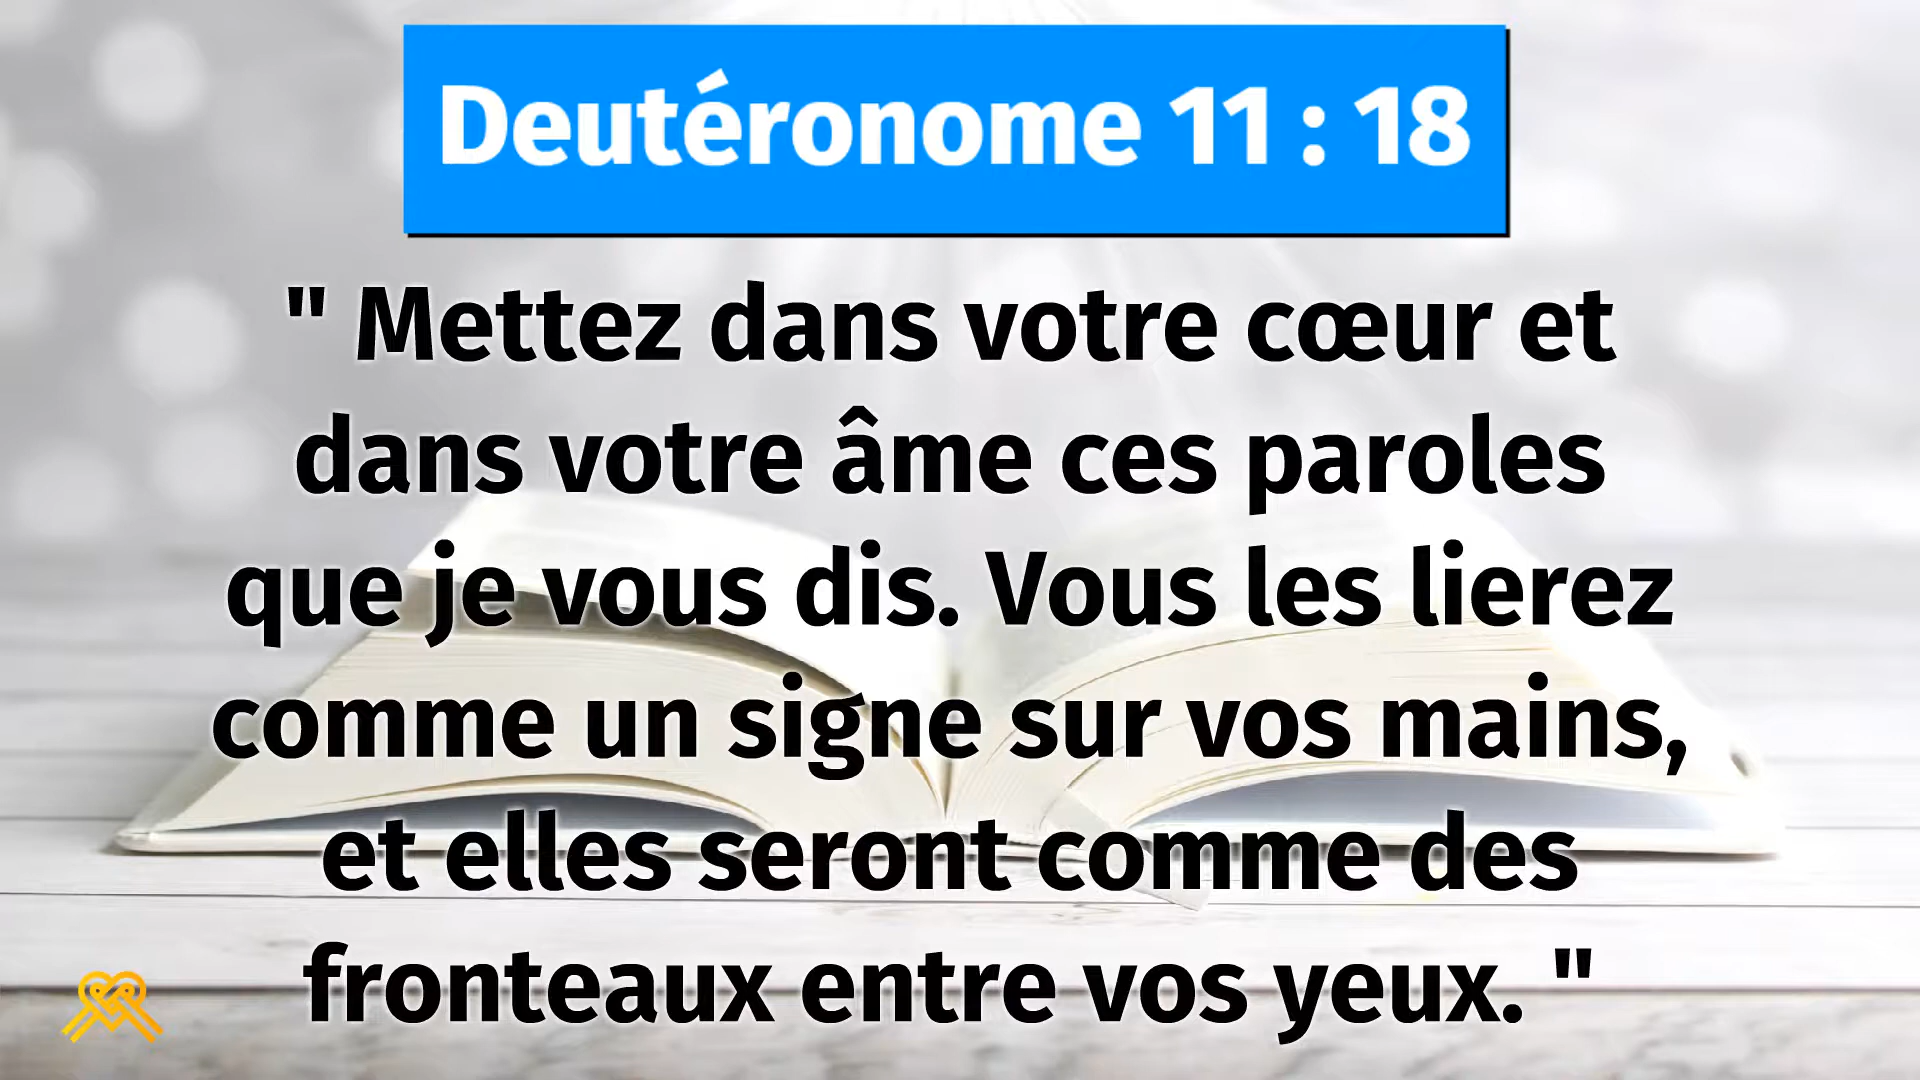 Deutéronome 11 : 18
" Mettez dans votre cœur et
dans votre âme ces paroles
que je vous dis. Vous les lierez
comme un signe sur vos mains,
et elles seront comme des
fronteaux entre vos yeux. "